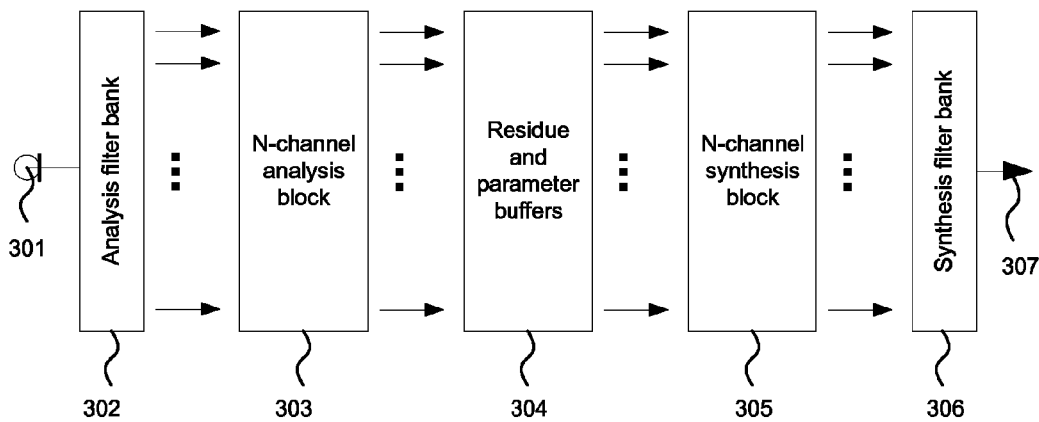 Analysis filter bank
N-channel
analysis
block
Residue
and
parameter
buffers
N-channel
synthesis
block
Synthesis filter bank
301
307
302
303
304
305
306